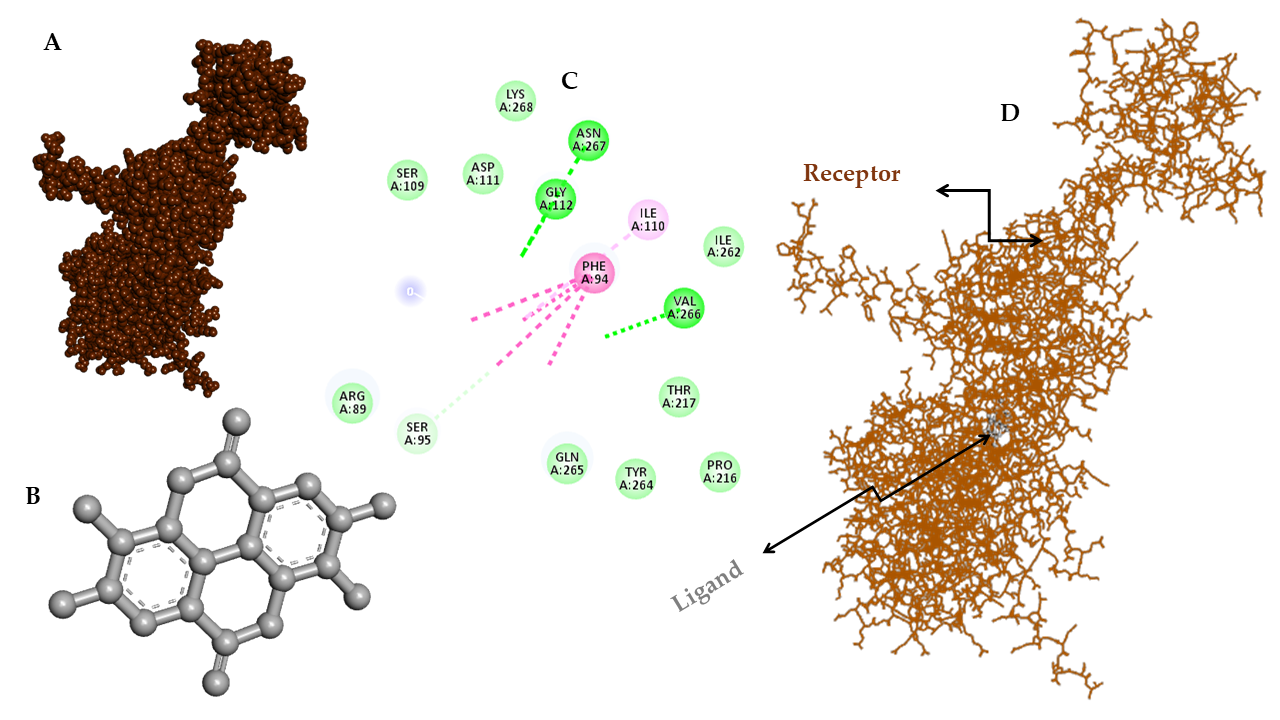 A
C
LYS
A:268
D
ASN
A:267
SER
A:109
ASP
A:111
GLY
A:112
Receptor
ILE
A:110
ILE
A:262
PHE
A:94
O
VAL
A:266
ARG
A:89
THR
A:217
SER
A:95
GLN
A:265
TYR
A:264
PRO
A:216
B
Ligand